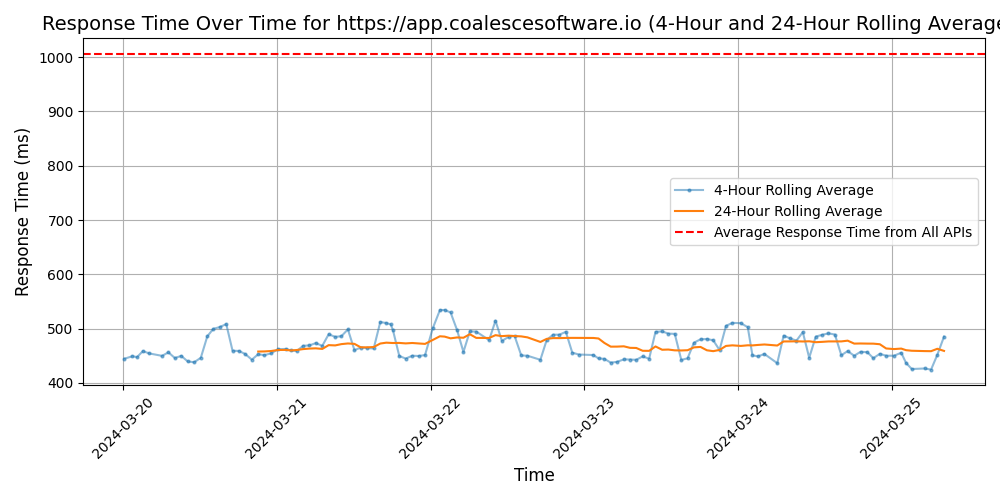 Response Time Over Time for https://app.coalescesoftware.io (4-Hour and 24-Hour Rolling Average
Response Time (ms)
1000
900
800
700
600
500
400
4-Hour Rolling Average
24-Hour Rolling Average
Average Response Time from All APIs
2024-03-20
2024-03-21
2024-03-22
2024-03-23
2024-03-24
2024-03-25
Time